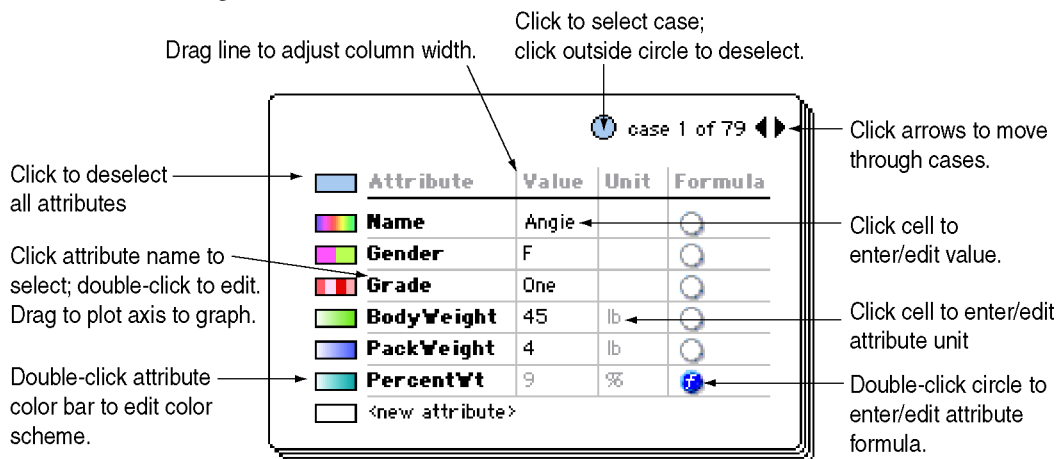 Click to select case;
click outside circle to deselect.
Drag line to adjust column width.
case 1 of 79
Click arrows to move
through cases.
Click to deselect
all attributes
Attribute Value Unit Formula
Name Angie
Click cell to
enter/edit value.
Gender F
Click attribute name to
select; double-click to edit.
Drag to plot axis to graph.
Grade One
BodyWeight 45 lb
Click cell to enter/edit
attribute unit
PackWeight 4 lb
Double-click attribute
color bar to edit color
scheme.
PercentWt 9 %
Double-click circle to
enter/edit attribute
formula.
<new attribute>